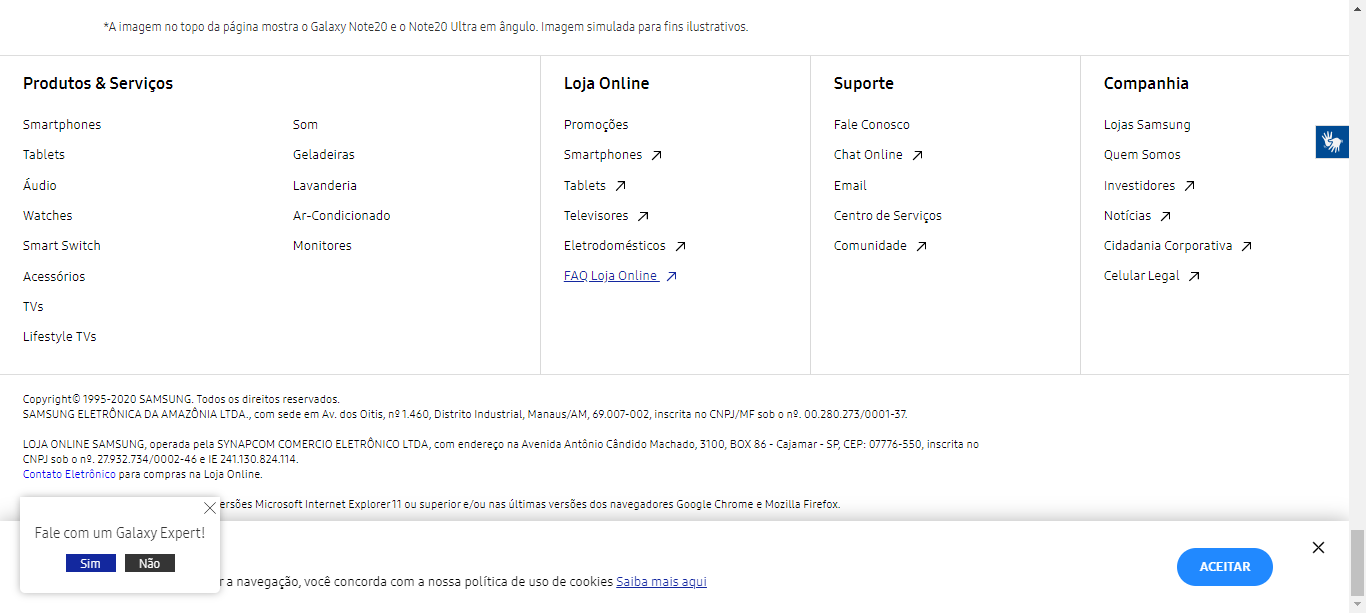 *A imagem no topo da página mostra o Galaxy Note20 e o Note20 Ultra em ângulo. Imagem simulada para fins ilustrativos.
Produtos & Serviços
Smartphones
Tablets
Áudio
Watches
Smart Switch
Acessórios
TVs
Lifestyle TVs
Som
Geladeiras
Lavanderia
Ar-Condicionado
Monitores
Loja Online
Promoções
Smartphones
Tablets
Televisores
Eletrodomésticos
FAQ Loja Online
Suporte
Fale Conosco
Chat Online
Email
Centro de Serviços
Comunidade
Companhia
Lojas Samsung
Quem Somos
Investidores
Notícias
Cidadania Corporativa
Celular Legal
Copyright© 1995-2020 SAMSUNG. Todos os direitos reservados.
SAMSUNG ELETRÔNICA DA AMAZÔNIA LTDA., com sede em Av. dos Oitis, nº 1.460, Distrito Industrial, Manaus/AM, 69.007-002, inscrita no CNPJ/MF sob o nº. 00.280.273/0001-37.
LOJA ONLINE SAMSUNG, operada pela SYNAPCOM COMERCIO ELETRÔNICO LTDA, com endereço na Avenida Antônio Cândido Machado, 3100, BOX 86 - Cajamar - SP, CEP: 07776-550, inscrita no
CNPJ sob o nº. 27.932.734/0002-46 e IE 241.130.824.114.
Contato Eletrônico para compras na Loja Online.
Microsoft Internet Explorer 11 ou superior e/ou nas últimas versões dos navegadores Google Chrome e Mozilla Firefox.
Fale com um Galaxy Expert!
Sim Não
a navegação, você concorda com a nossa política de uso de cookies Saiba mais aqui
ACEITAR